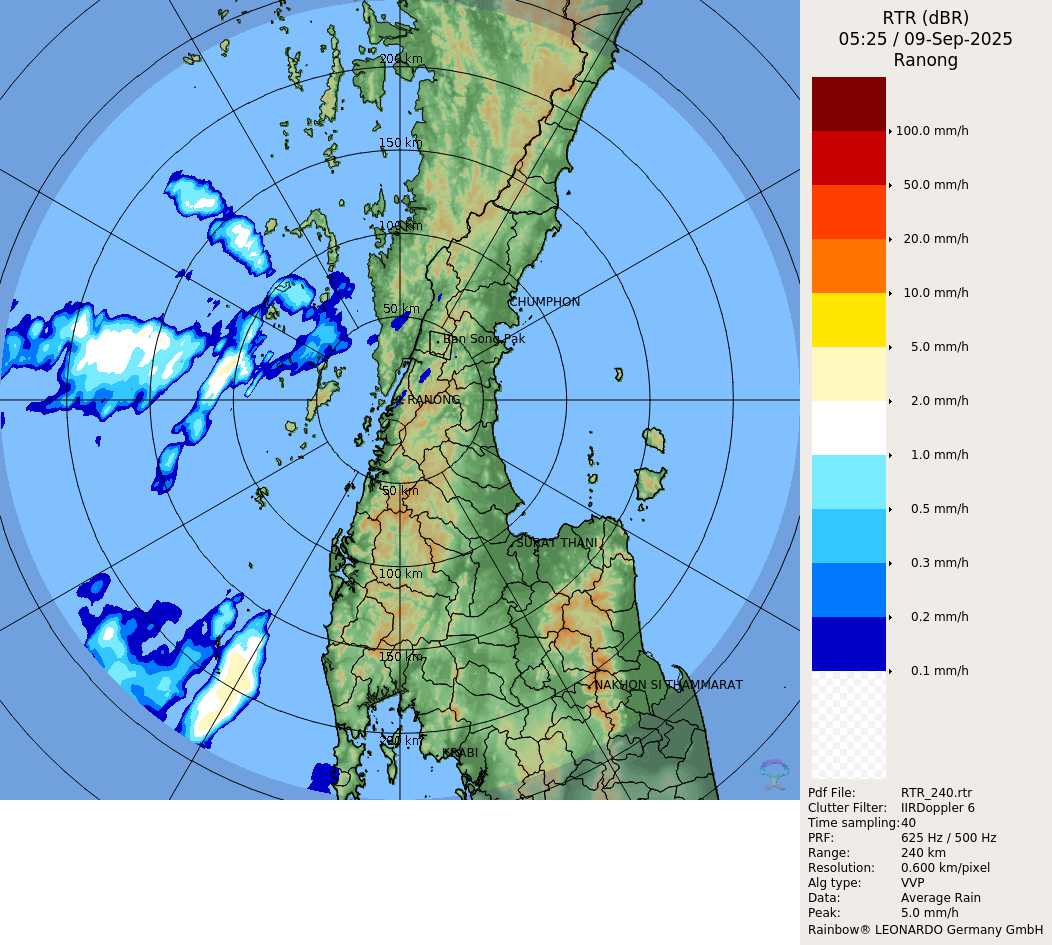 RTR (dBR)
05:25 / 09-Sep-2025
Ranong
200 km
150 km
100 km
50 km
CHUMPHON
Ban Song Pak
RANONG
50 km
SURAT THANI
100 km
150 km
NAKHON SI THAMMARAT
200 km
KRABI
100.0 mm/h
50.0 mm/h
20.0 mm/h
10.0 mm/h
5.0 mm/h
2.0 mm/h
1.0 mm/h
0.5 mm/h
0.3 mm/h
0.2 mm/h
0.1 mm/h
Pdf File: RTR_240.rtr
Clutter Filter: IIRDoppler 6
Time sampling:40
PRF: 625 Hz / 500 Hz
Range: 240 km
Resolution: 0.600 km/pixel
Alg type: VVP
Data: Average Rain
Peak: 5.0 mm/h
Rainbow® LEONARDO Germany GmbH